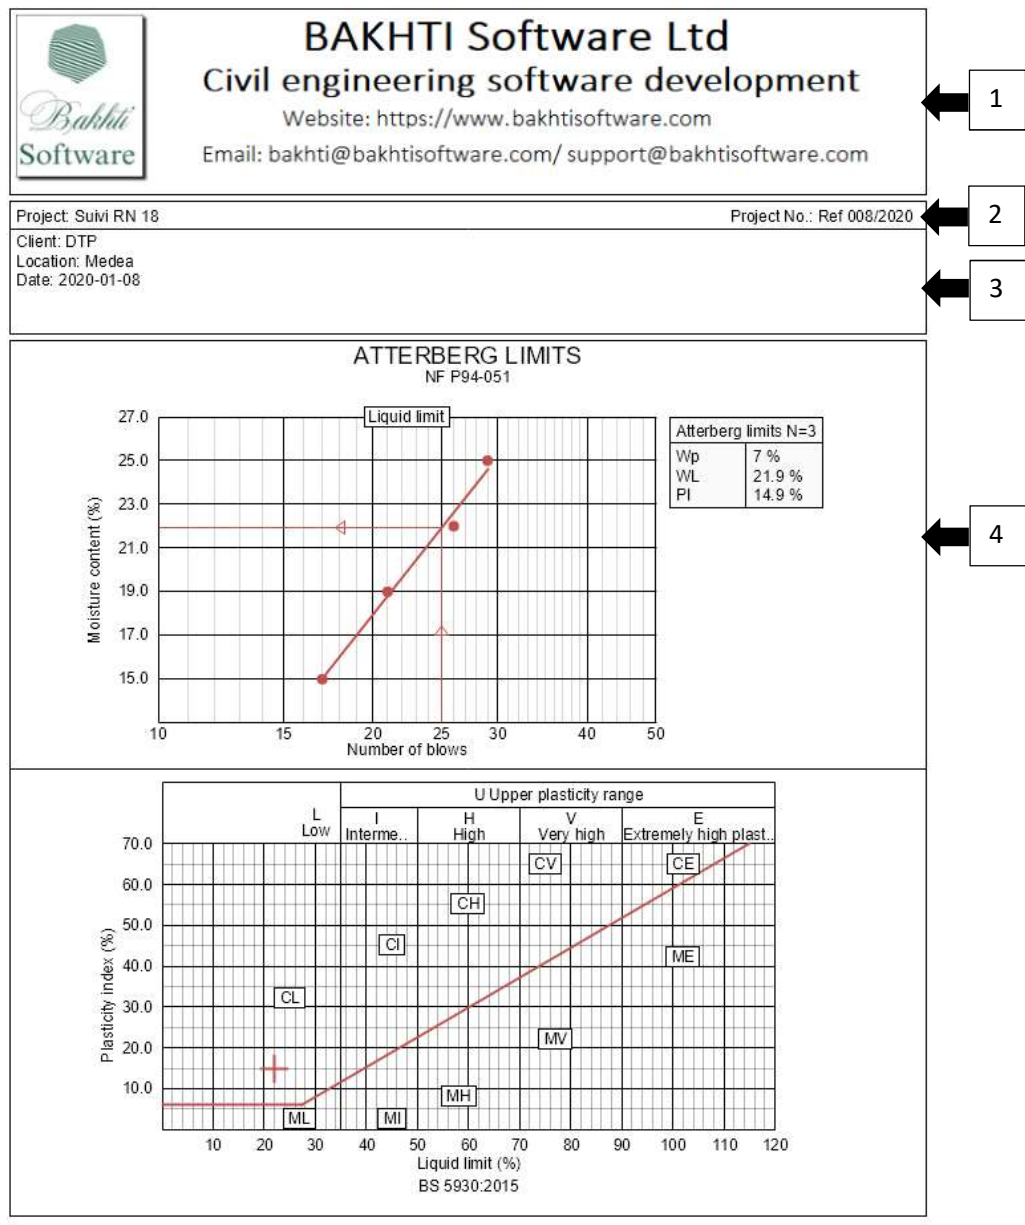 BAKHTI Software Ltd
Civil engineering software development
Website: https://www.bakhtisoftware.com
Email: bakhti@bakhtisoftware.com/ support@bakhtisoftware.com
Bakhti
Software
1
Project: Suivi RN 18 Project No.: Ref 008/2020
2
Client: DTP
Location: Medea
Date: 2020-01-08
3
ATTERBERG LIMITS
NF P94-051
Liquid limit
27.0
25.0
23.0
21.0
19.0
17.0
15.0
Moisture content (%)
10 15 20 25 30 40 50
Number of blows
Atterberg limits N=3
Wp 7 %
WL 21.9 %
PI 14.9 %
4
U Upper plasticity range
L I H V E
Low Interme.. High Very high Extremely high plast..
70.0
60.0
50.0
40.0
30.0
20.0
10.0
Plasticity index (%)
CV CE
CH
CI
ME
CL
MV
MH
ML MI
10 20 30 40 50 60 70 80 90 100 110 120
Liquid limit (%)
BS 5930:2015